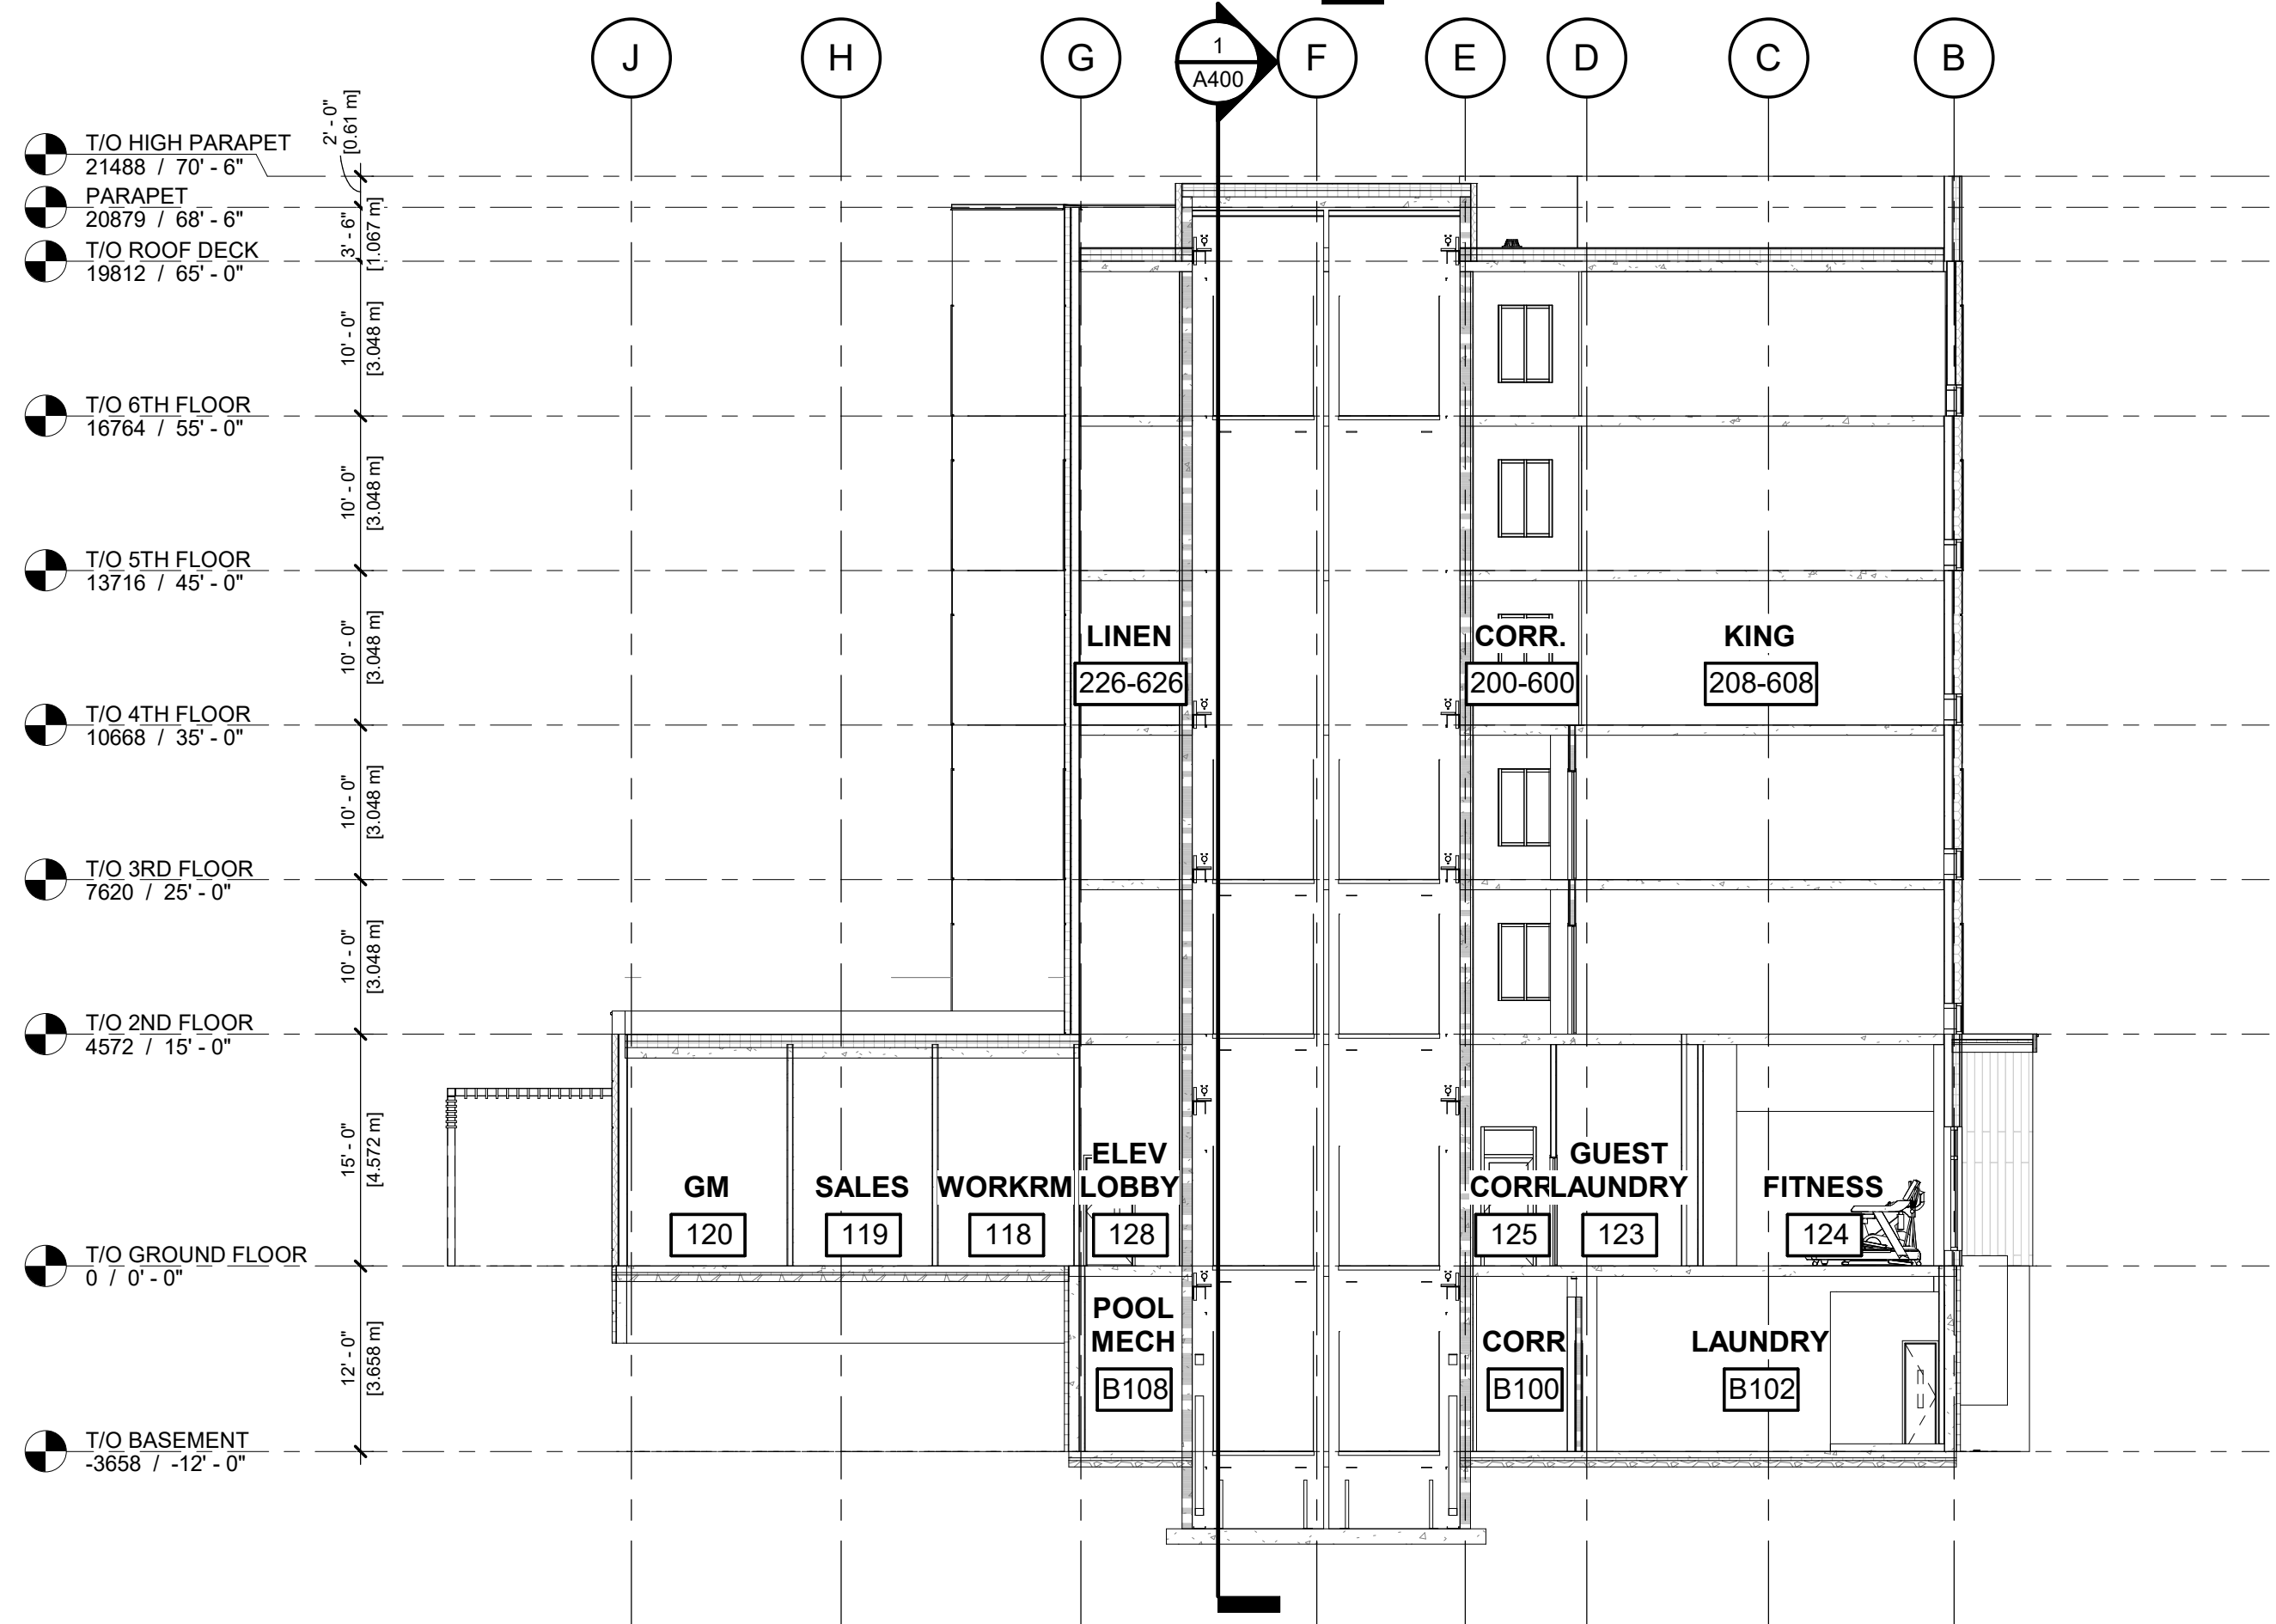 J H G F E D C B
1
A400
T/O HIGH PARAPET
21488 / 70' - 6"
2' - 0"
[0.61 m]
PARAPET
20879 / 68' - 6"
3' - 6"
[1.067 m]
T/O ROOF DECK
19812 / 65' - 0"
10' - 0"
[3.048 m]
T/O 6TH FLOOR
16764 / 55' - 0"
10' - 0"
[3.048 m]
T/O 5TH FLOOR
13716 / 45' - 0"
10' - 0"
[3.048 m]
LINEN
226-626
CORR.
200-600
KING
208-608
T/O 4TH FLOOR
10668 / 35' - 0"
10' - 0"
[3.048 m]
T/O 3RD FLOOR
7620 / 25' - 0"
10' - 0"
[3.048 m]
T/O 2ND FLOOR
4572 / 15' - 0"
15' - 0"
[4.572 m]
GM
120
SALES
119
WORKRM
118
ELEV
LOBBY
128
CORR
125
GUEST
LAUNDRY
123
FITNESS
124
T/O GROUND FLOOR
0 / 0' - 0"
12' - 0"
[3.658 m]
POOL
MECH
B108
CORR
B100
LAUNDRY
B102
T/O BASEMENT
-3658 / -12' - 0"